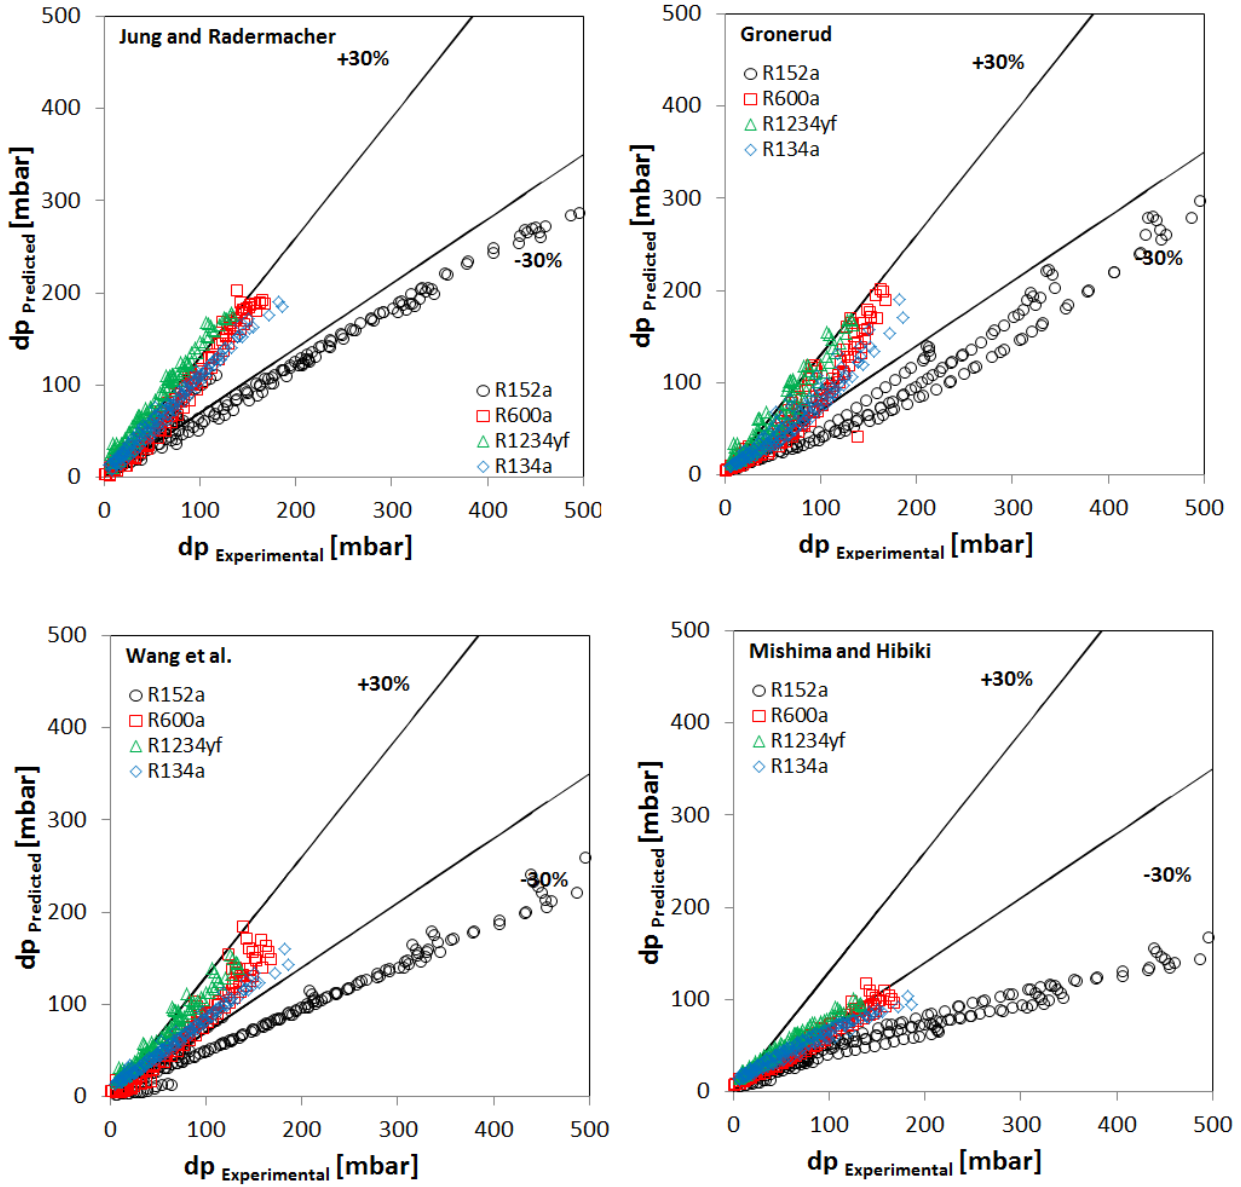 500
Jung and Radermacher
+30%
400
300
-30%
200
100
R152a
R600a
R1234yf
R134a
0
0 100 200 300 400 500
dp Predicted [mbar]
dp Experimental [mbar]
500
Gronerud
+30%
R152a
R600a
R1234yf
R134a
400
300
-30%
200
100
0
0 100 200 300 400 500
dp Predicted [mbar]
dp Experimental [mbar]
500
Wang et al.
+30%
R152a
R600a
R1234yf
R134a
400
300
-30%
200
100
0
0 100 200 300 400 500
dp Predicted [mbar]
dp Experimental [mbar]
500
Mishima and Hibiki
+30%
R152a
R600a
R1234yf
R134a
400
300
-30%
200
100
0
0 100 200 300 400 500
dp Predicted [mbar]
dp Experimental [mbar]